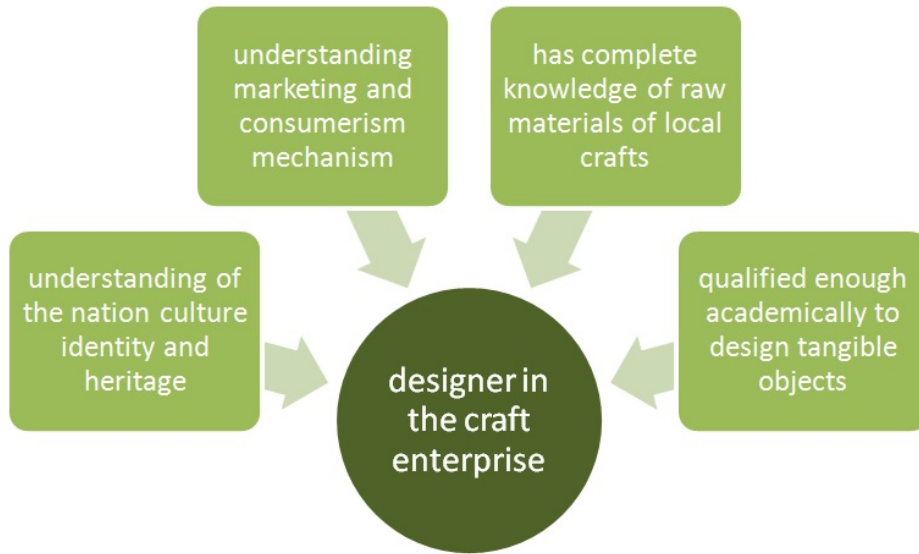 understanding
marketing and
consumerism
mechanism
has complete
knowledge of raw
materials of local
crafts
understanding of
the nation culture
identity and
heritage
qualified enough
academically to
design tangible
objects
designer in
the craft
enterprise